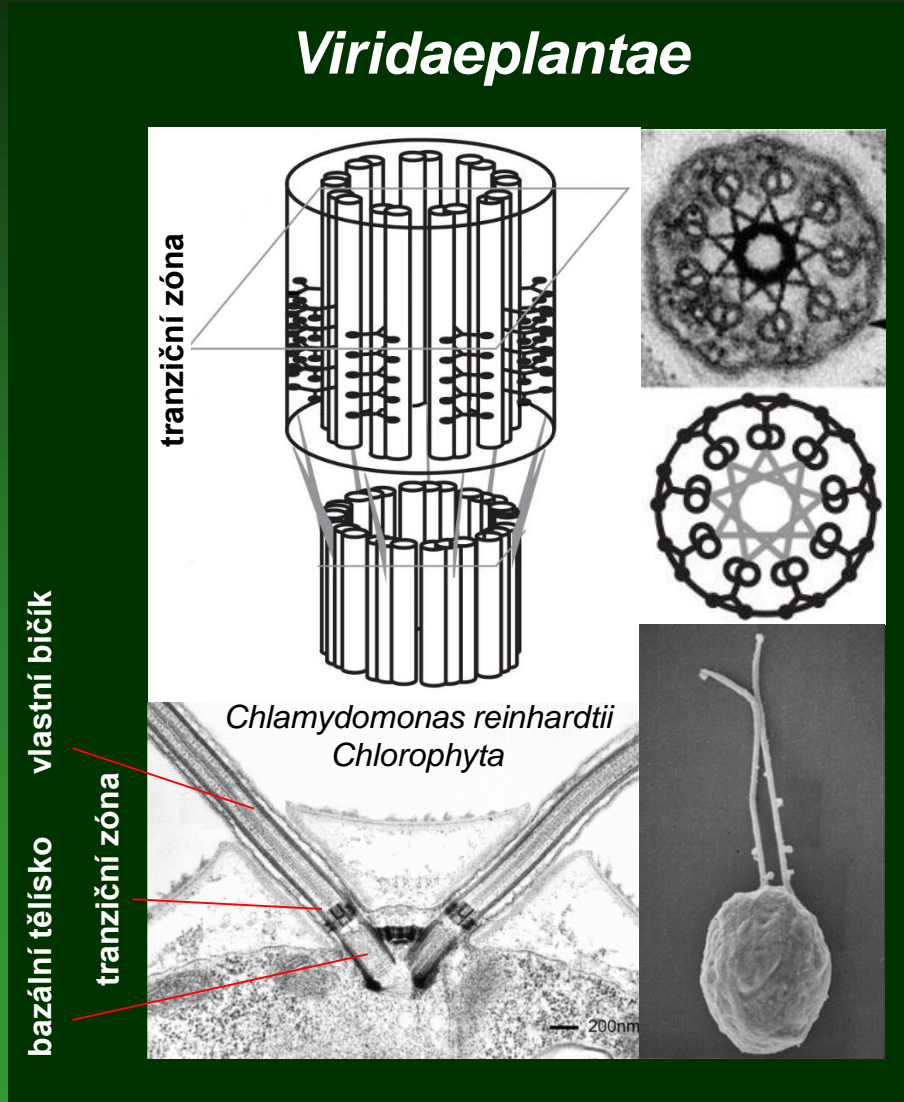 Viridaeplantae
tranziční zóna
Chlamydomonas reinhardtii
Chlorophyta
vlastní bičík
tranziční zóna
bazální tělísko
200nm